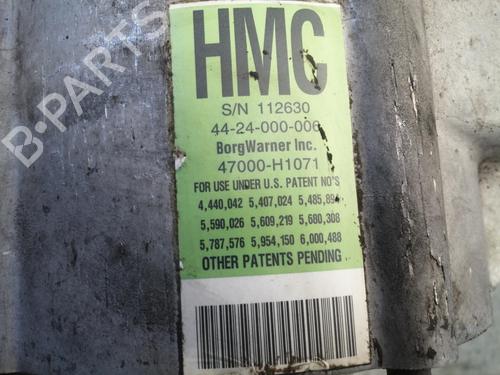 HMC
S/N 112630
44-24-000-006
BorgWarner Inc.
47000-H1071
FOR USE UNDER U.S. PATENT NO'S
4,440,042 5,407,024 5,485,894
5,590,026 5,609,219 5,680,308
5,787,576 5,954,150 6,000,488
OTHER PATENTS PENDING
B-PARTS